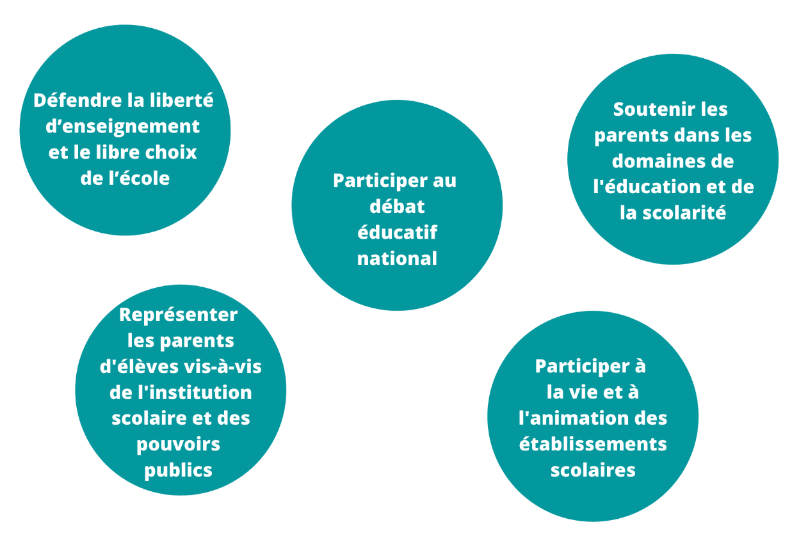 Défendre la liberté
d’enseignement
et le libre choix
de l’école
Participer au
débat
éducatif
national
Soutenir les
parents dans les
domaines de
l'éducation et de
la scolarité
Représenter
les parents
d'élèves vis-à-vis
de l'institution
scolaire et des
pouvoirs
publics
Participer à
la vie et à
l'animation des
établissements
scolaires